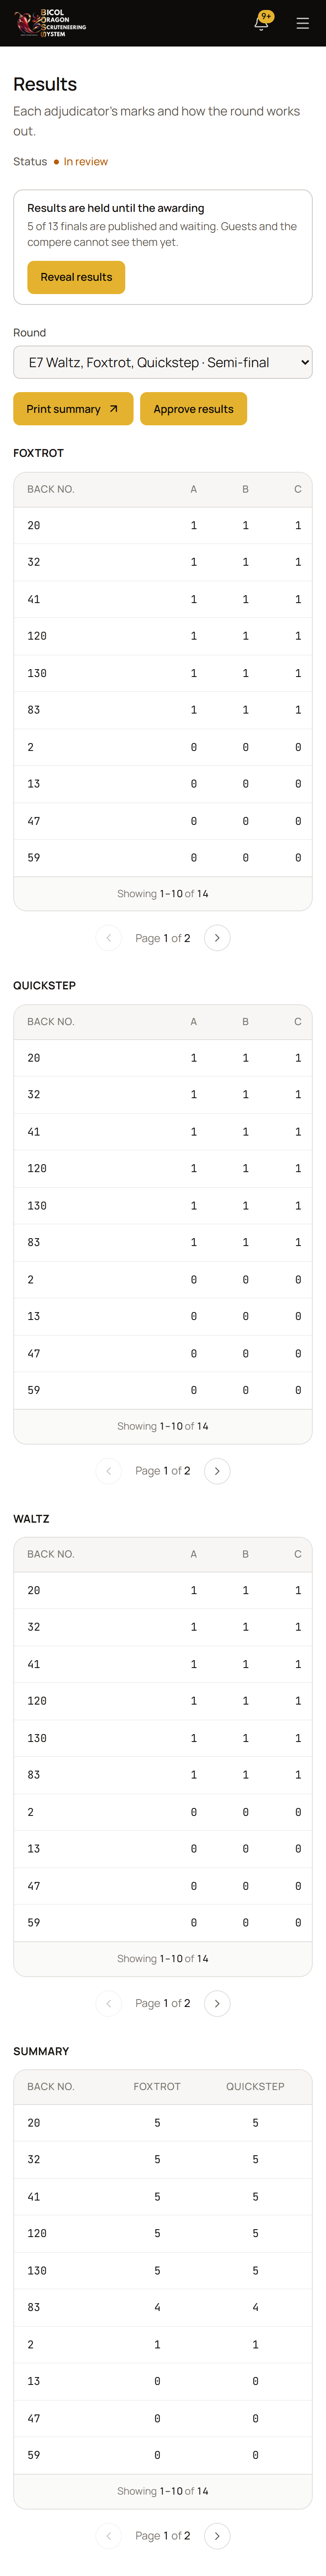 BICOL
DRAGON
SCRUTENEERING
SYSTEM
9+
Results
Each adjudicator's marks and how the round works
out.
Status In review
Results are held until the awarding
5 of 13 finals are published and waiting. Guests and the
compere cannot see them yet.
Reveal results
Round
E7 Waltz, Foxtrot, Quickstep · Semi-final
Print summary Approve results
FOXTROT
BACK NO. A B C
20 1 1 1
32 1 1 1
41 1 1 1
120 1 1 1
130 1 1 1
83 1 1 1
2 0 0 0
13 0 0 0
47 0 0 0
59 0 0 0
Showing 1–10 of 14
Page 1 of 2
QUICKSTEP
BACK NO. A B C
20 1 1 1
32 1 1 1
41 1 1 1
120 1 1 1
130 1 1 1
83 1 1 1
2 0 0 0
13 0 0 0
47 0 0 0
59 0 0 0
Showing 1–10 of 14
Page 1 of 2
WALTZ
BACK NO. A B C
20 1 1 1
32 1 1 1
41 1 1 1
120 1 1 1
130 1 1 1
83 1 1 1
2 0 0 0
13 0 0 0
47 0 0 0
59 0 0 0
Showing 1–10 of 14
Page 1 of 2
SUMMARY
BACK NO. FOXTROT QUICKSTEP
20 5 5
32 5 5
41 5 5
120 5 5
130 5 5
83 4 4
2 1 1
13 0 0
47 0 0
59 0 0
Showing 1–10 of 14
Page 1 of 2